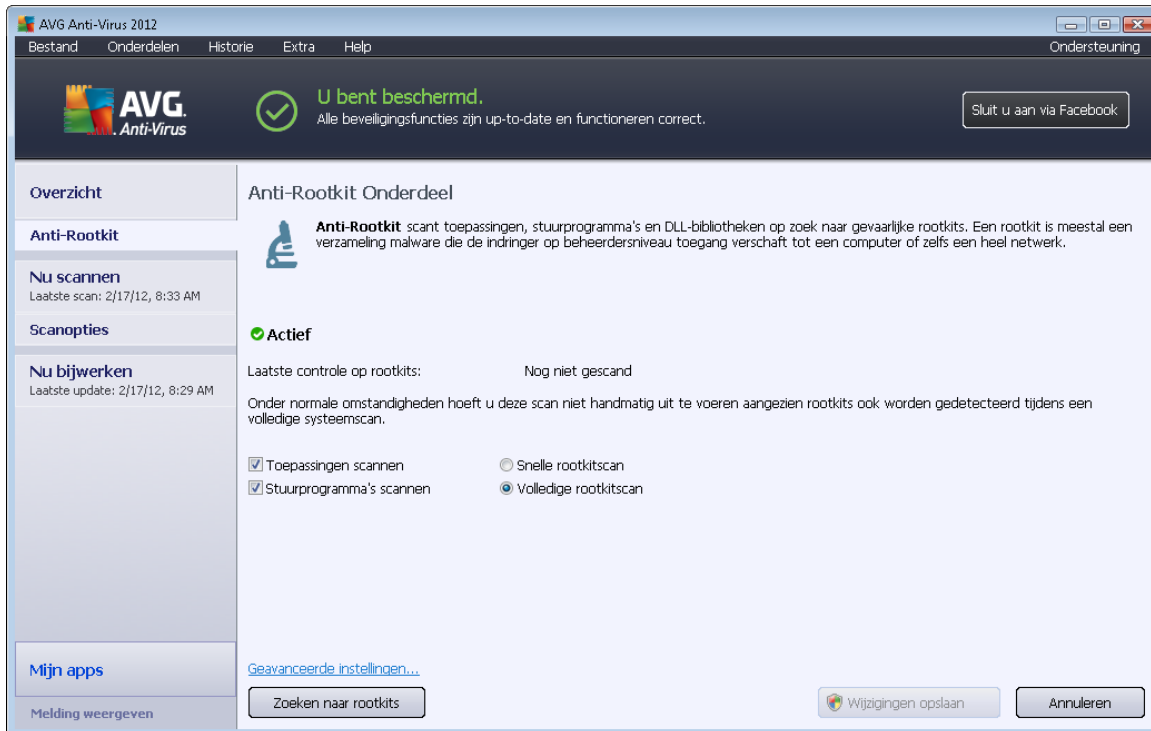 AVG Anti-Virus 2012
Bestand Onderdelen Historie Extra Help Ondersteuning
AVG.
Anti-Virus
U bent beschermd.
Alle beveiligingsfuncties zijn up-to-date en functioneren correct.
Sluit u aan via Facebook
Overzicht
Anti-Rootkit
Nu scannen
Laatste scan: 2/17/12, 8:33 AM
Scanopties
Nu bijwerken
Laatste update: 2/17/12, 8:29 AM
Mijn apps
Melding weergeven
Anti-Rootkit Onderdeel
Anti-Rootkit scant toepassingen, stuurprogramma's en DLL-bibliotheken op zoek naar gevaarlijke rootkits. Een rootkit is meestal een
verzameling malware die de indringer op beheerdersniveau toegang verschaft tot een computer of zelfs een heel netwerk.
Actief
Laatste controle op rootkits: Nog niet gescand
Onder normale omstandigheden hoeft u deze scan niet handmatig uit te voeren aangezien rootkits ook worden gedetecteerd tijdens een
volledige systeemscan.
Toepassingen scannen Snelle rootkitscan
Stuurprogramma's scannen Volledige rootkitscan
Geavanceerde instellingen...
Zoeken naar rootkits Wijzigingen opslaan Annuleren